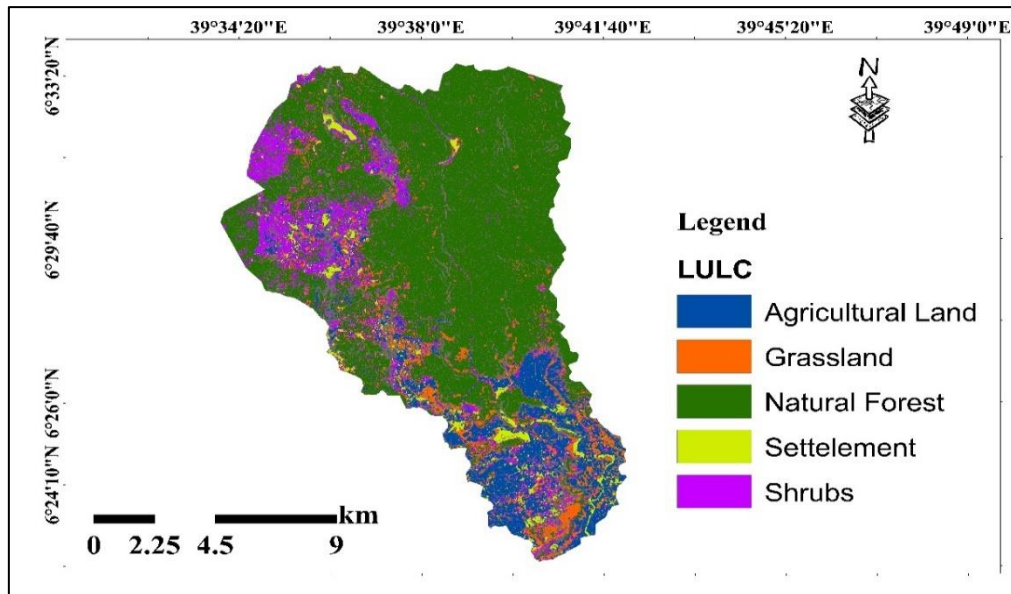 39°34'20"E 39°38'0"E 39°41'40"E 39°45'20"E 39°49'0"E
6°33'20"N
6°29'40"N
6°26'0"N
6°24'10"N
N
Legend
LULC
Agricultural Land
Grassland
Natural Forest
Settelement
Shrubs
km
0 2.25 4.5 9